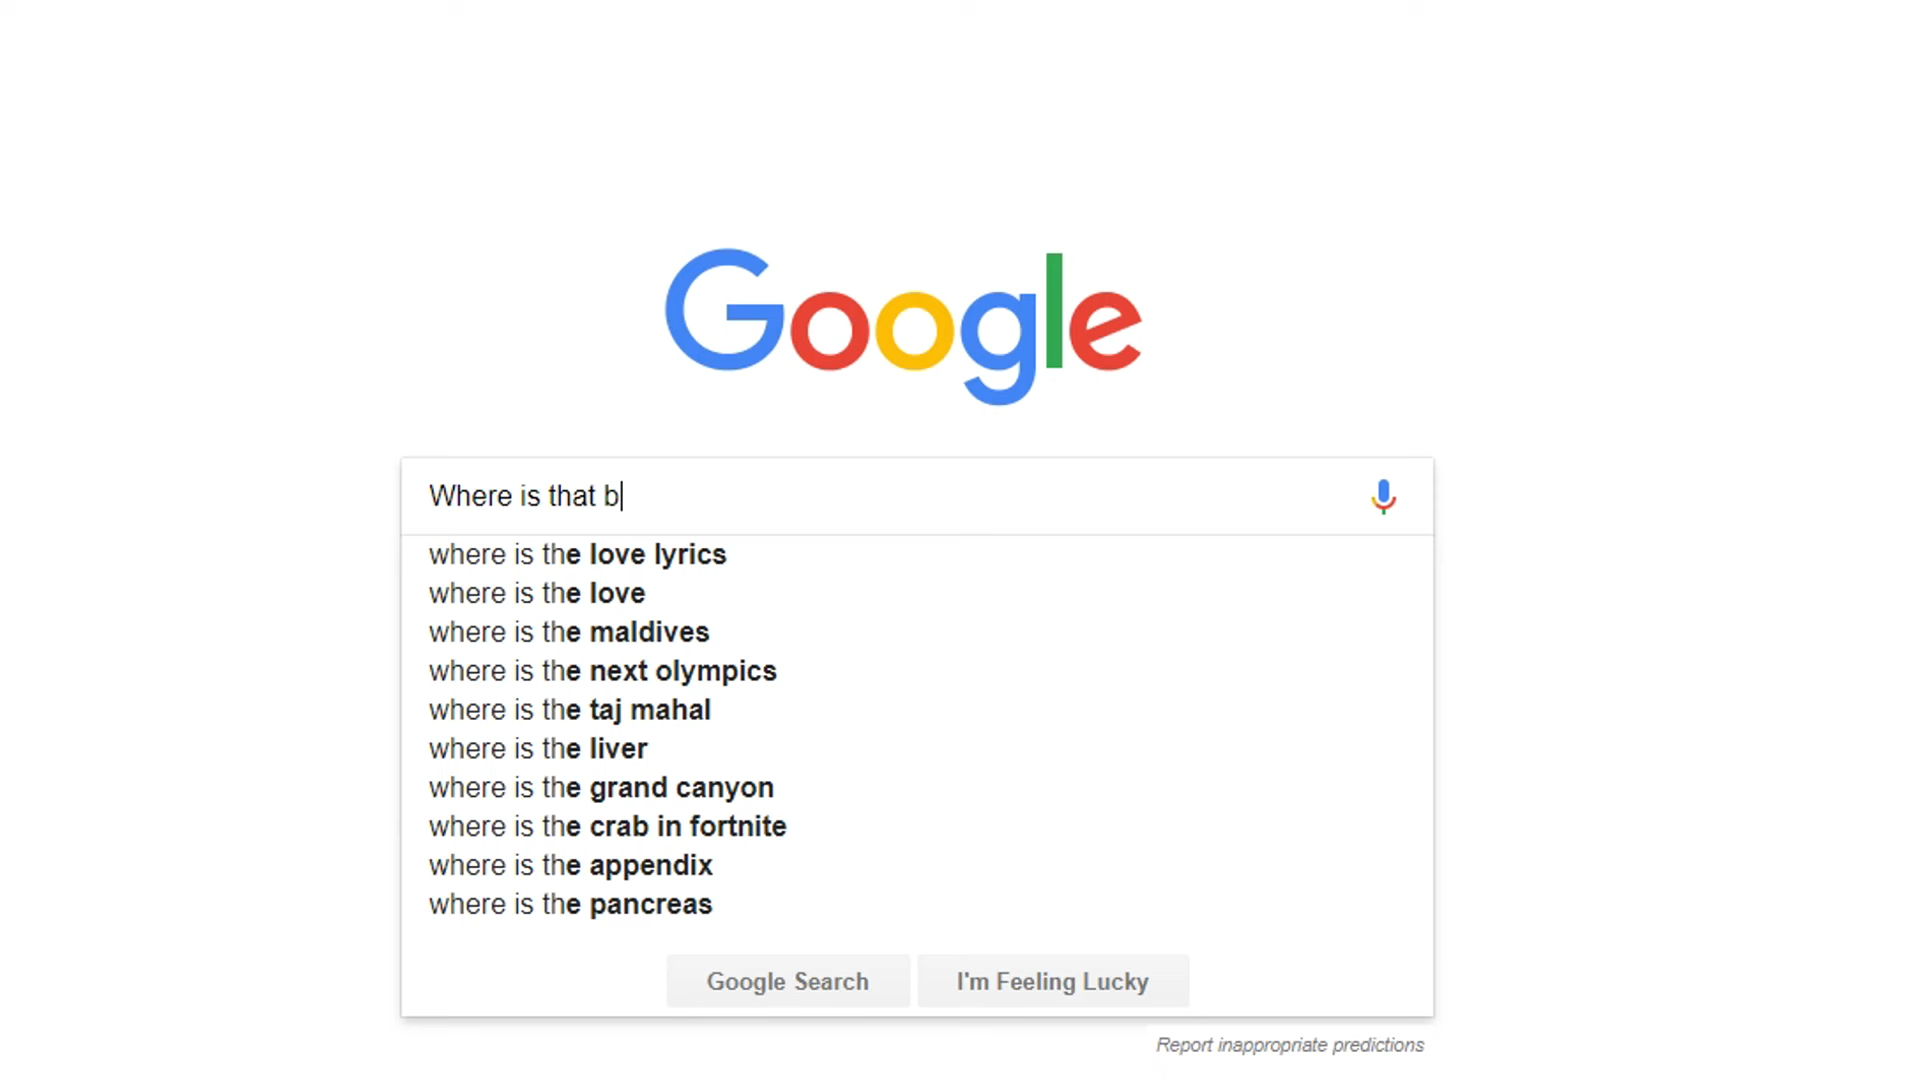 Google
Where is that b
where is the love lyrics
where is the love
where is the maldives
where is the next olympics
where is the taj mahal
where is the liver
where is the grand canyon
where is the crab in fortnite
where is the appendix
where is the pancreas
Google Search I'm Feeling Lucky
Report inappropriate predictions